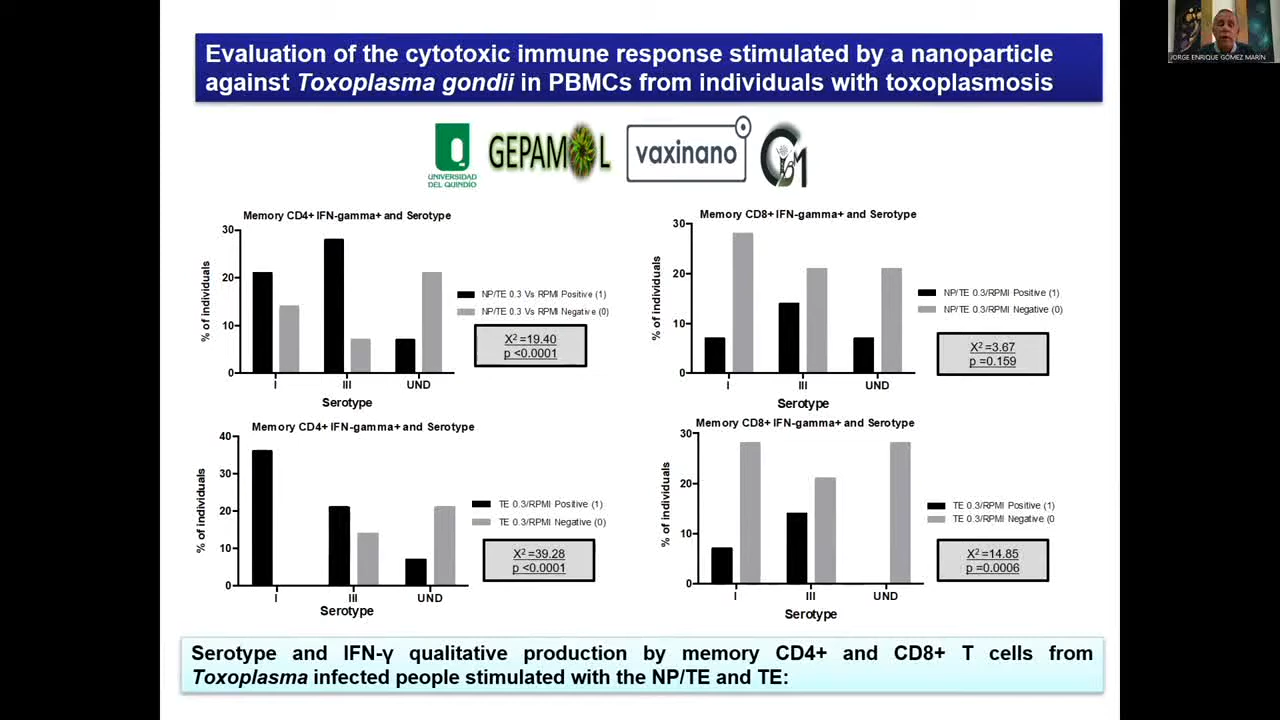 JORGE ENRIQUE GÓMEZ MARÍN
Evaluation of the cytotoxic immune response stimulated by a nanoparticle
against Toxoplasma gondii in PBMCs from individuals with toxoplasmosis
UNIVERSIDAD
DEL QUINDÍO
GEPAMOL
vaxinano
Memory CD4+ IFN-gamma+ and Serotype
% of individuals
30
20
10
0
I
III
UND
Serotype
NP/TE 0.3 Vs RPMI Positive (1)
NP/TE 0.3 Vs RPMI Negative (0)
X² =19.40
p <0.0001
Memory CD8+ IFN-gamma+ and Serotype
% of individuals
30
20
10
0
I
III
UND
Serotype
NP/TE 0.3/RPMI Positive (1)
NP/TE 0.3/RPMI Negative (0)
X² =3.67
p =0.159
Memory CD4+ IFN-gamma+ and Serotype
% of individuals
40
30
20
10
0
I
III
UND
Serotype
TE 0.3/RPMI Positive (1)
TE 0.3/RPMI Negative (0)
X² =39.28
p <0.0001
Memory CD8+ IFN-gamma+ and Serotype
% of individuals
30
20
10
0
I
III
UND
Serotype
TE 0.3/RPMI Positive (1)
TE 0.3/RPMI Negative (0
X² =14.85
p =0.0006
Serotype and IFN-γ qualitative production by memory CD4+ and CD8+ T cells from
Toxoplasma infected people stimulated with the NP/TE and TE: